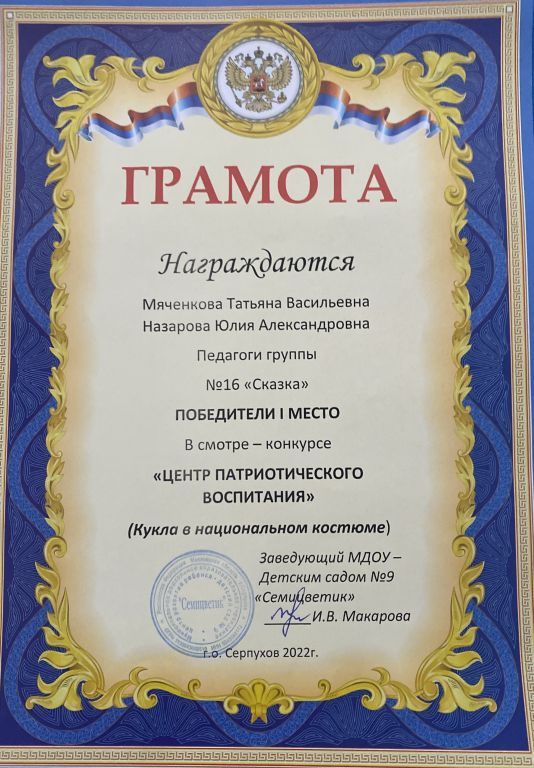 ГРАМОТА
Награждаются
Мяченкова Татьяна Васильевна
Назарова Юлия Александровна
Педагоги группы
№16 «Сказка»
ПОБЕДИТЕЛИ I МЕСТО
В смотре – конкурсе
«ЦЕНТР ПАТРИОТИЧЕСКОГО
ВОСПИТАНИЯ»
(Кукла в национальном костюме)
Заведующий МДОУ –
Детским садом №9
«Семицветик»
И.В. Макарова
"Семицветик"
г.о. Серпухов 2022г.